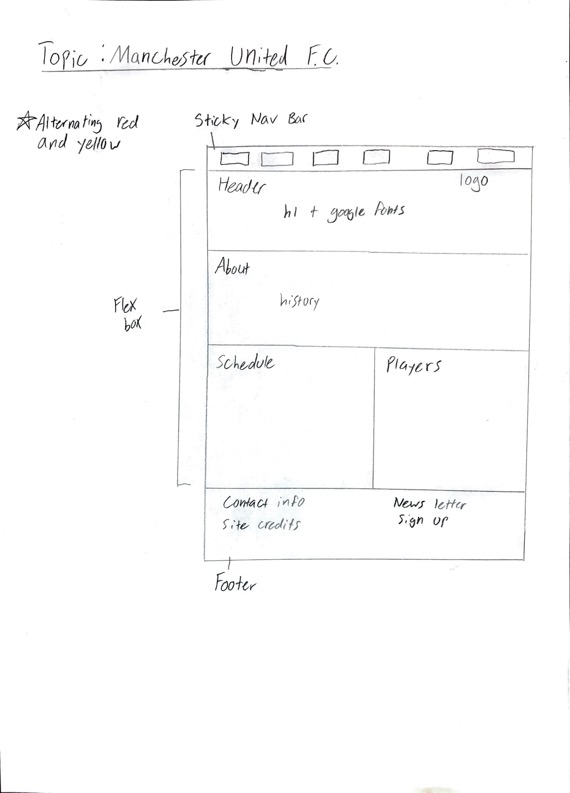 Topic : Manchester United F.C.
☆ Alternating red
and yellow
Sticky Nav Bar
Header
logo
h1 + google fonts
About
history
Flex
box
Schedule
Players
Contact info
Site credits
News letter
Sign up
Footer